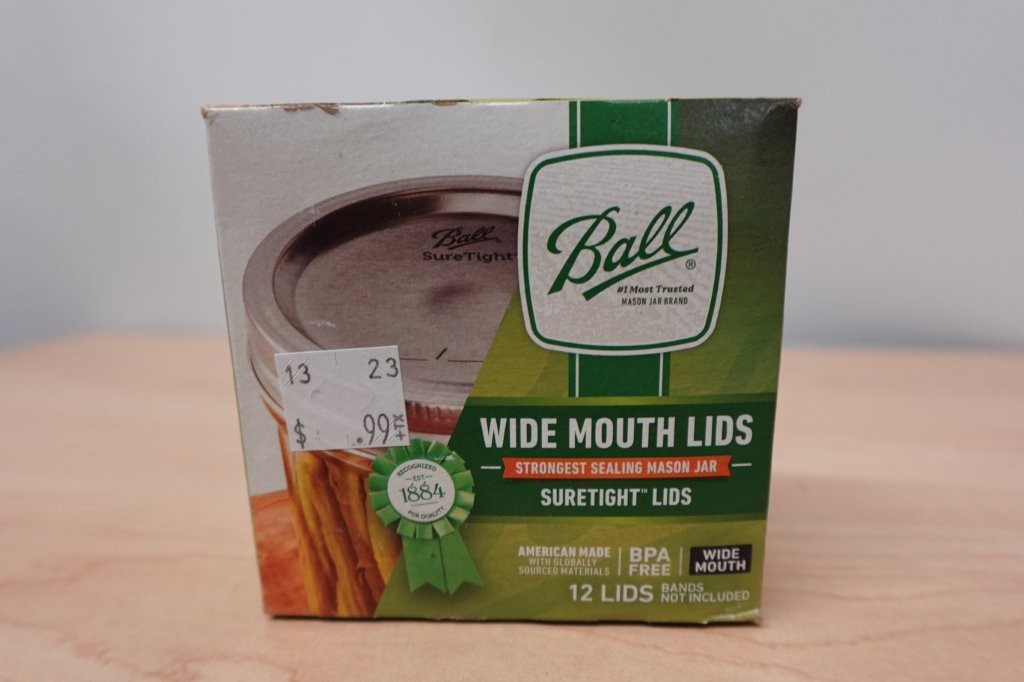 Ball
SureTight
Ball®
#1 Most Trusted
MASON JAR BRAND
13 23
$ .99 +TX
WIDE MOUTH LIDS
STRONGEST SEALING MASON JAR
SURETIGHT™ LIDS
RECOGNIZED
EST.
1884
FOR QUALITY
AMERICAN MADE
WITH GLOBALLY
SOURCED MATERIALS
BPA
FREE
WIDE
MOUTH
12 LIDS
BANDS
NOT INCLUDED